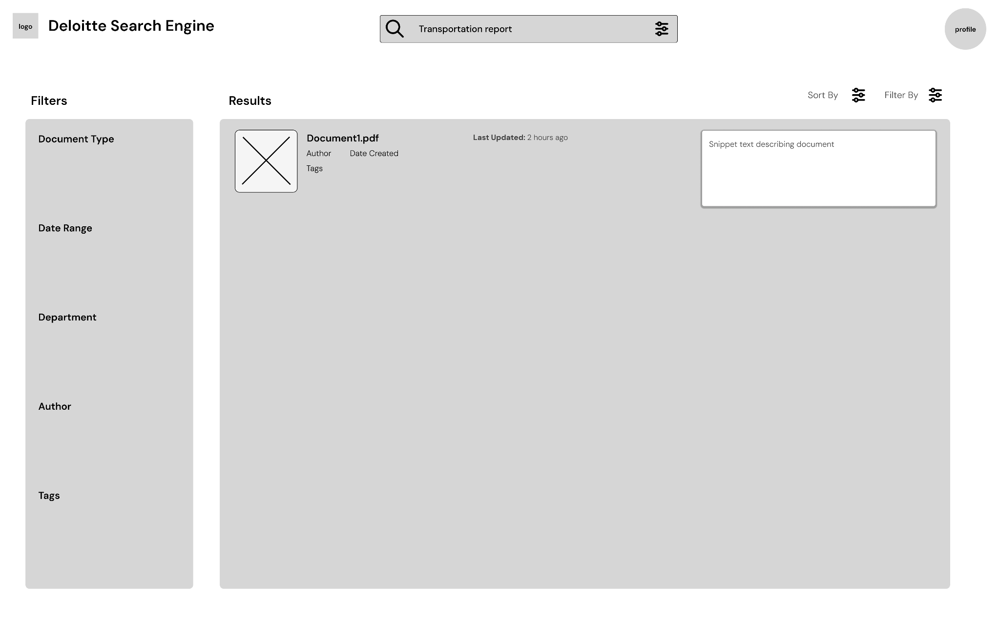 logo
Deloitte Search Engine
Transportation report
profile
Filters
Results
Sort By
Filter By
Document Type
Date Range
Department
Author
Tags
Document1.pdf
Last Updated: 2 hours ago
Author Date Created
Tags
Snippet text describing document